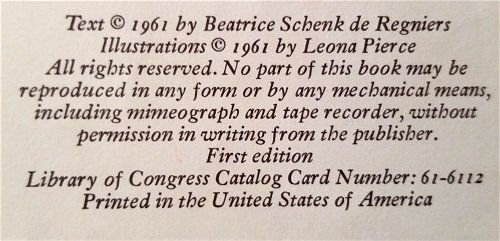 Text © 1961 by Beatrice Schenk de Regniers
Illustrations © 1961 by Leona Pierce
All rights reserved. No part of this book may be
reproduced in any form or by any mechanical means,
including mimeograph and tape recorder, without
permission in writing from the publisher.
First edition
Library of Congress Catalog Card Number: 61-6112
Printed in the United States of America